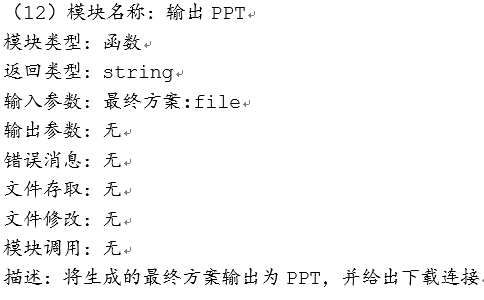 （12）模块名称：输出 PPT
模块类型：函数
返回类型：string
输入参数：最终方案:file
输出参数：无
错误消息：无
文件存取：无
文件修改：无
模块调用：无
描述：将生成的最终方案输出为 PPT，并给出下载连接